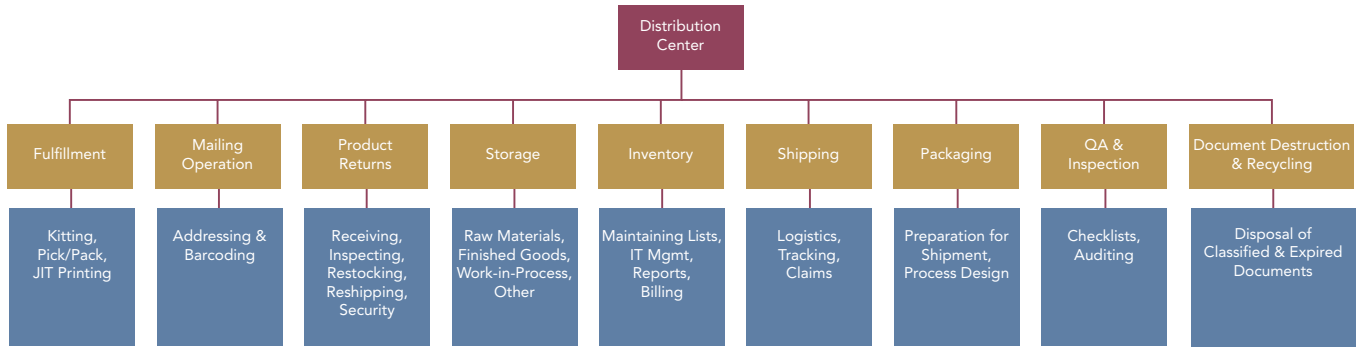 Distribution
Center
Fulfillment
Mailing
Operation
Product
Returns
Storage
Inventory
Shipping
Packaging
QA &
Inspection
Document Destruction
& Recycling
Kitting,
Pick/Pack,
JIT Printing
Addressing &
Barcoding
Receiving,
Inspecting,
Restocking,
Reshipping,
Security
Raw Materials,
Finished Goods,
Work-in-Process,
Other
Maintaining Lists,
IT Mgmt,
Reports,
Billing
Logistics,
Tracking,
Claims
Preparation for
Shipment,
Process Design
Checklists,
Auditing
Disposal of
Classified & Expired
Documents